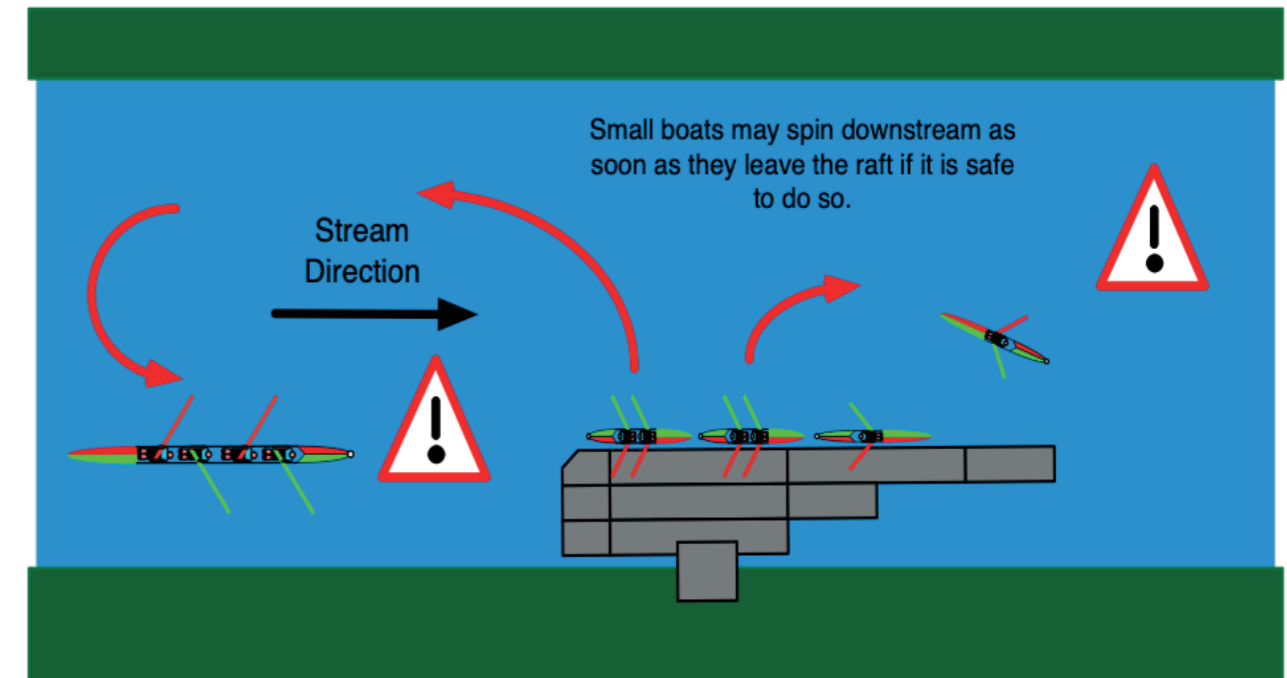 Small boats may spin downstream as
soon as they leave the raft if it is safe
to do so.
Stream
Direction